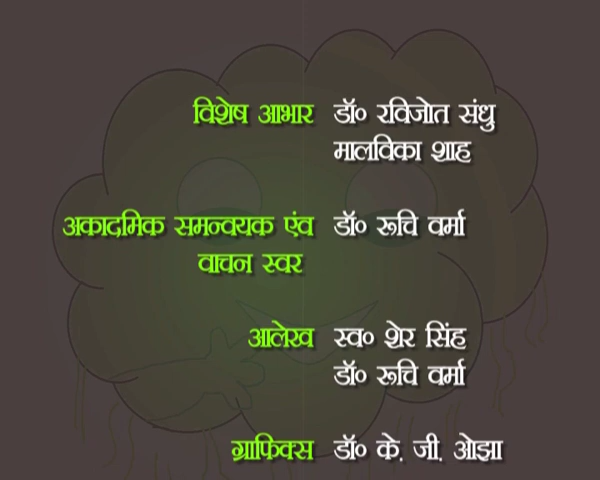 विशेष आभार डॉ० रविजोत संधु
मालविका शाह
अकादमिक समन्वयक एंव डॉ० रूचि वर्मा
वाचन स्वर
आलेख स्व० शेर सिंह
डॉ० रूचि वर्मा
ग्राफिक्स डॉ० के. जी. ओझा